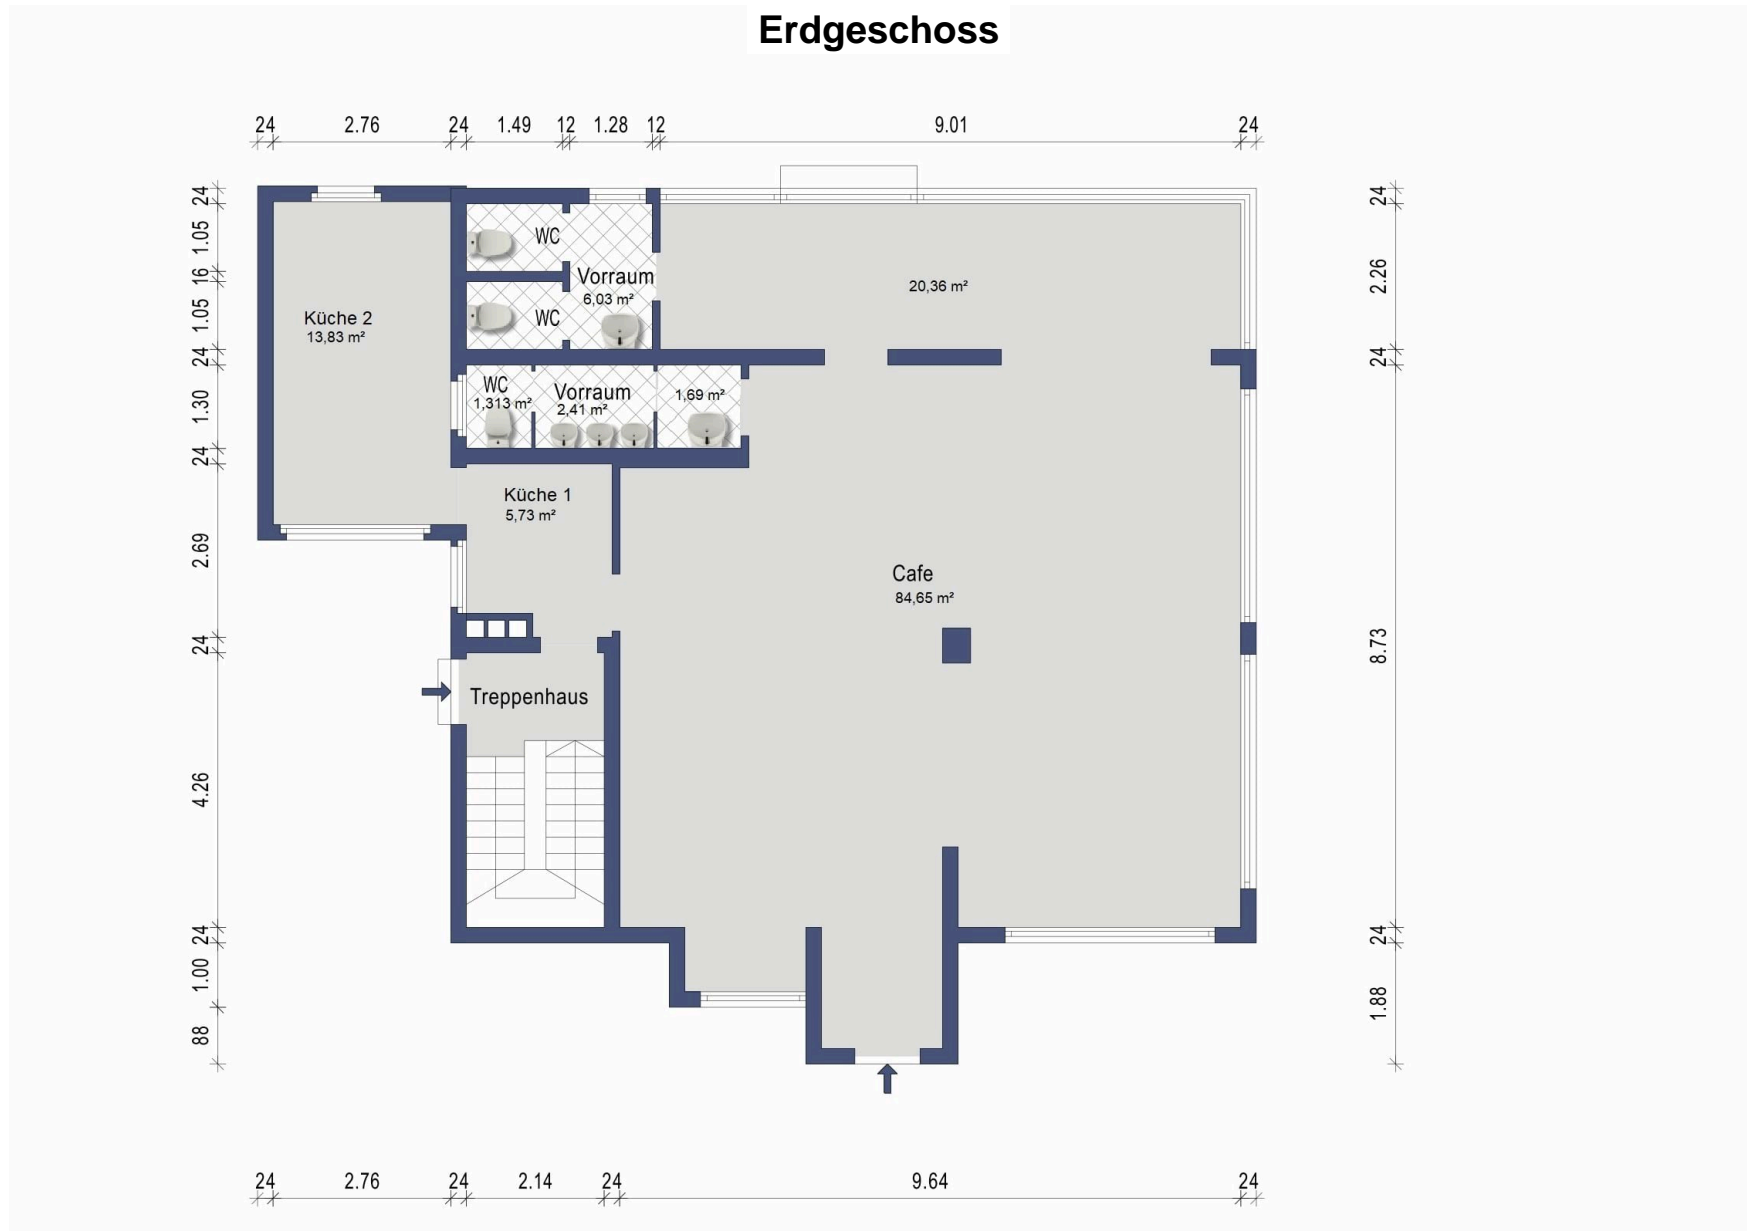 Erdgeschoss
24 2.76 24 1.49 12 1.28 12 9.01 24
24
1.05
16
1.05
24
1.30
24
2.69
24
4.26
24
1.00
88
WC
Vorraum
6,03 m²
WC
20,36 m²
Küche 2
13,83 m²
WC
1,313 m²
Vorraum
2,41 m²
1,69 m²
Küche 1
5,73 m²
Cafe
84,65 m²
Treppenhaus
24
2.26
24
8.73
24
1.88
24 2.76 24 2.14 24 9.64 24